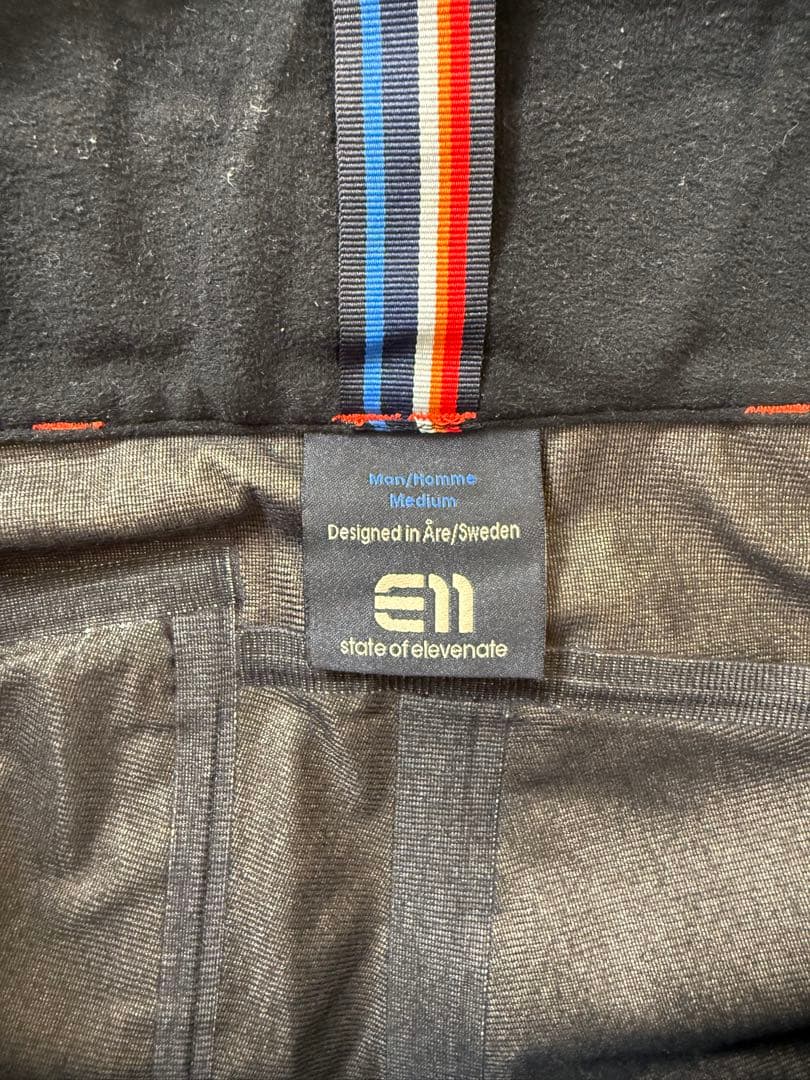 Man/Homme
Medium
Designed in Åre/Sweden
E11
state of elevenate